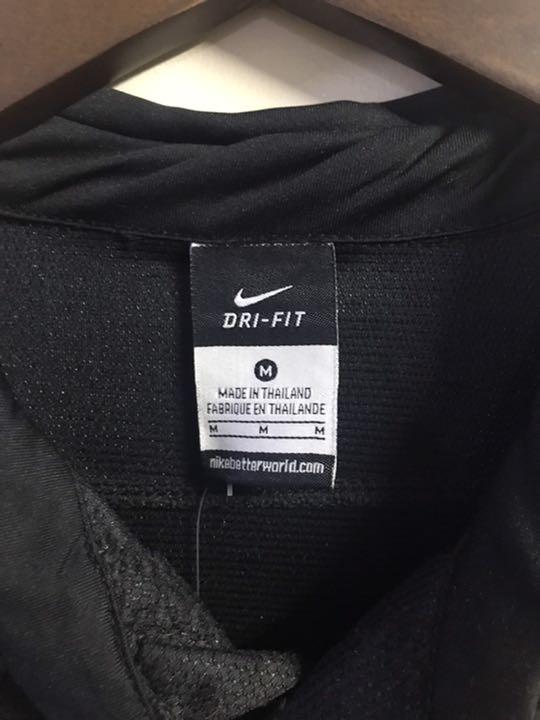 DRI-FIT
M
MADE IN THAILAND
FABRIQUE EN THAILANDE
M M M
nikebetterworld.com